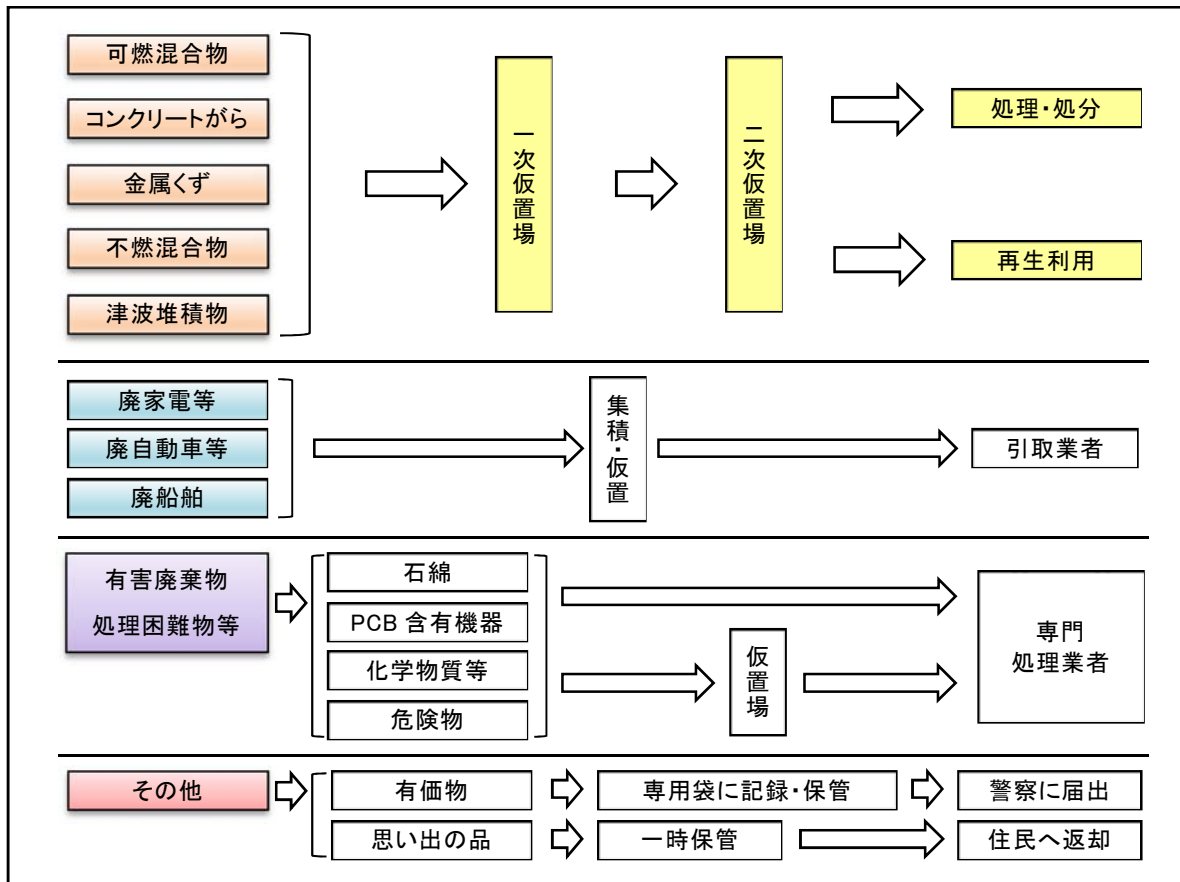 可燃混合物
コンクリートがら
金属くず
不燃混合物
津波堆積物
一次仮置場
二次仮置場
処理・処分
再生利用
廃家電等
廃自動車等
廃船舶
集積・仮置
引取業者
有害廃棄物
処理困難物等
石綿
PCB 含有機器
化学物質等
危険物
仮置場
専門
処理業者
その他
有価物
専用袋に記録・保管
警察に届出
思い出の品
一時保管
住民へ返却